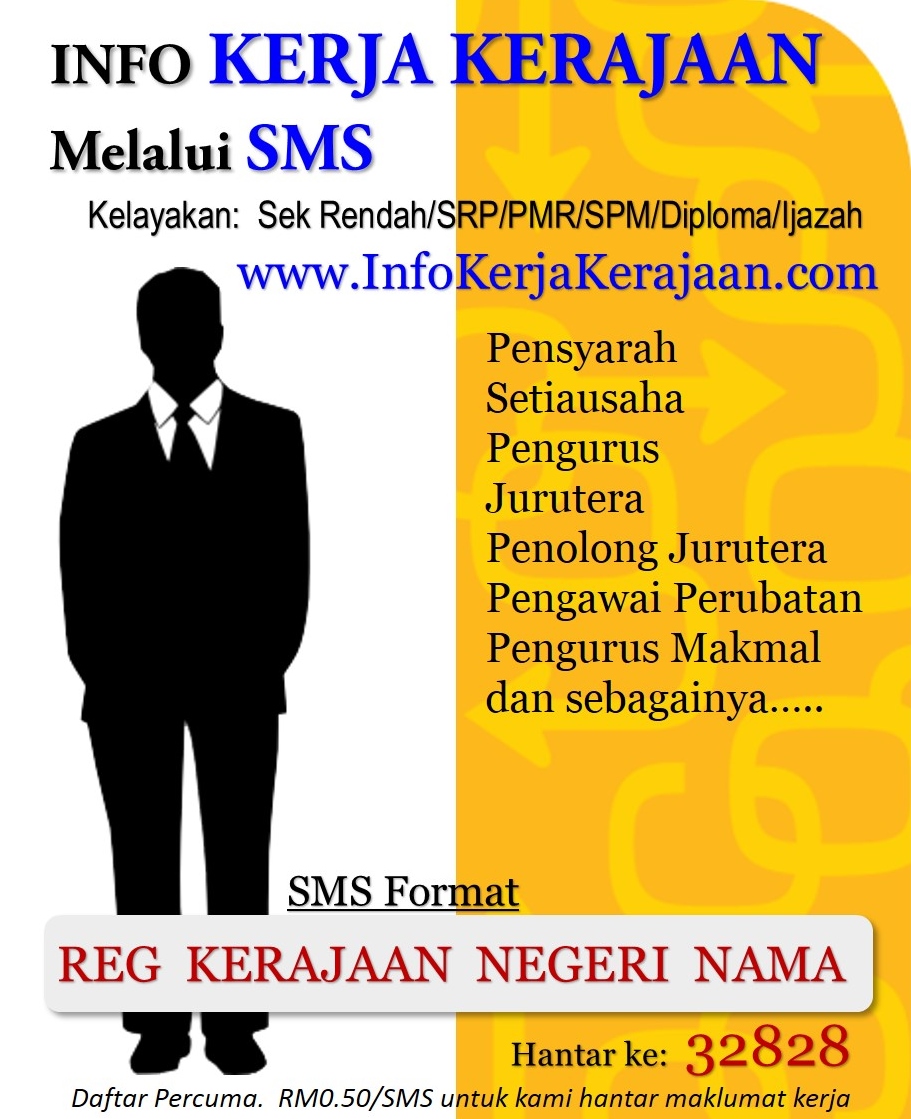 INFO KERJA KERAJAAN
Melalui SMS
Kelayakan: Sek Rendah/SRP/PMR/SPM/Diploma/Ijazah
www.InfoKerjaKerajaan.com
Pensyarah
Setiausaha
Pengurus
Jurutera
Penolong Jurutera
Pengawai Perubatan
Pengurus Makmal
dan sebagainya.....
SMS Format
REG KERAJAAN NEGERI NAMA
Hantar ke: 32828
Daftar Percuma. RM0.50/SMS untuk kami hantar maklumat kerja